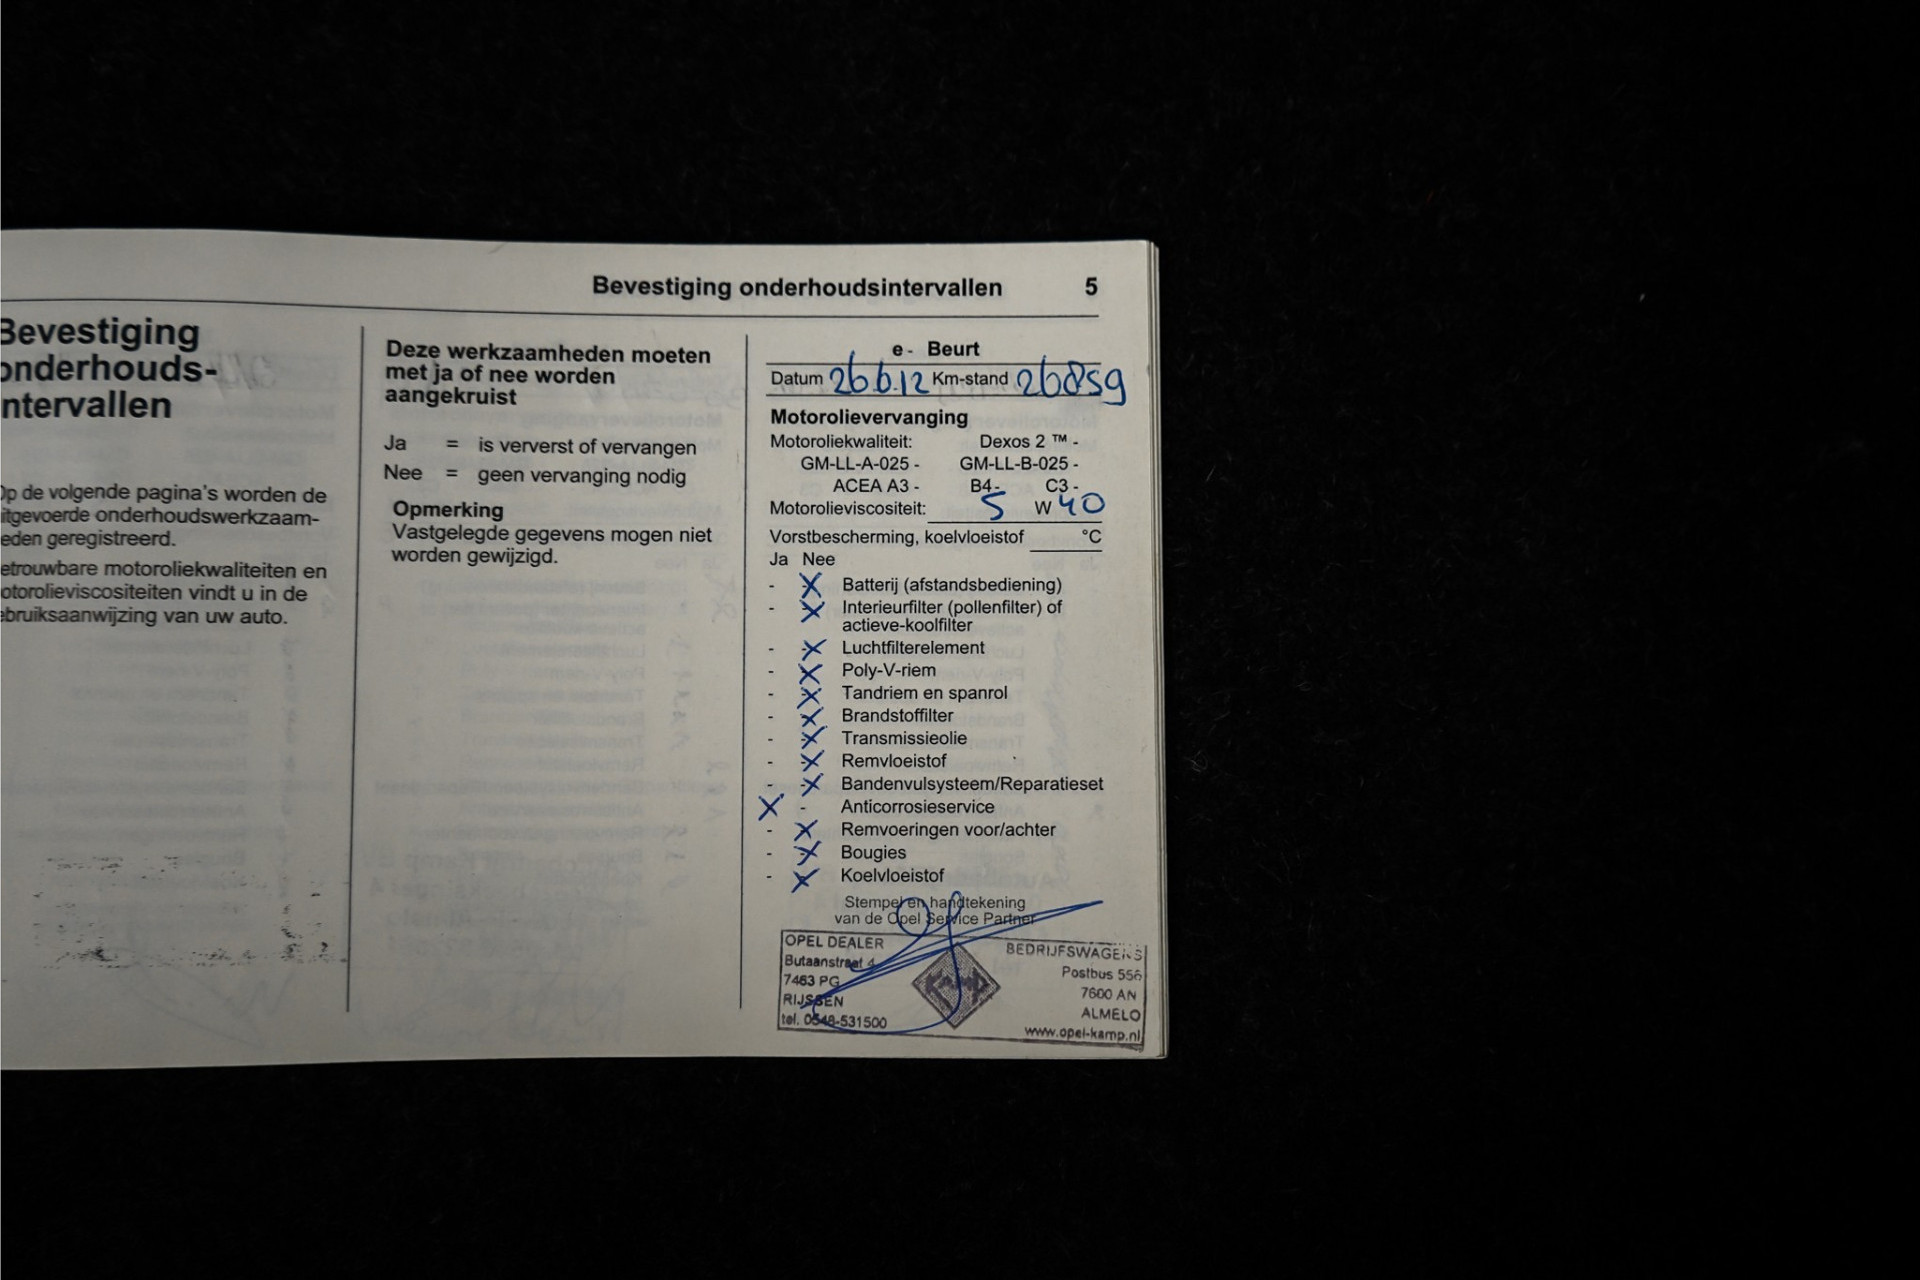 Bevestiging onderhoudsintervallen 5
Bevestiging
onderhouds-
intervallen
Op de volgende pagina's worden de
uitgevoerde onderhoudswerkzaam-
heden geregistreerd.
Betrouwbare motoroliekwaliteiten en
motorolieviscositeiten vindt u in de
gebruiksaanwijzing van uw auto.
Deze werkzaamheden moeten
met ja of nee worden
aangekruist
Ja = is ververst of vervangen
Nee = geen vervanging nodig
Opmerking
Vastgelegde gegevens mogen niet
worden gewijzigd.
e - Beurt
Datum 26.6.12 Km-stand 26859
Motorolievervanging
Motoroliekwaliteit: Dexos 2 ™ -
GM-LL-A-025 - GM-LL-B-025 -
ACEA A3 - B4- C3 -
Motorolieviscositeit: 5 W 40
Vorstbescherming, koelvloeistof °C
Ja Nee
- X Batterij (afstandsbediening)
- X Interieurfilter (pollenfilter) of
actieve-koolfilter
- X Luchtfilterelement
- X Poly-V-riem
- X Tandriem en spanrol
- X Brandstoffilter
- X Transmissieolie
- X Remvloeistof
- X Bandenvulsysteem/Reparatieset
X - Anticorrosieservice
- X Remvoeringen voor/achter
- X Bougies
- X Koelvloeistof
Stempel en handtekening
van de Opel Service Partner
OPEL DEALER
Butaanstraat 4
7463 PG
RIJSSEN
tel. 0548-531500
KAMP
BEDRIJFSWAGENS
Postbus 556
7600 AN
ALMELO
www.opel-kamp.nl